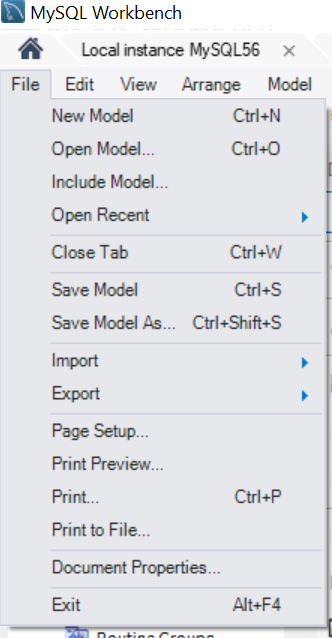 MySQL Workbench
Local instance MySQL56 ×
File Edit View Arrange Model
New Model Ctrl+N
Open Model... Ctrl+O
Include Model...
Open Recent
Close Tab Ctrl+W
Save Model Ctrl+S
Save Model As... Ctrl+Shift+S
Import
Export
Page Setup...
Print Preview...
Print... Ctrl+P
Print to File...
Document Properties...
Exit Alt+F4
Routine Groups